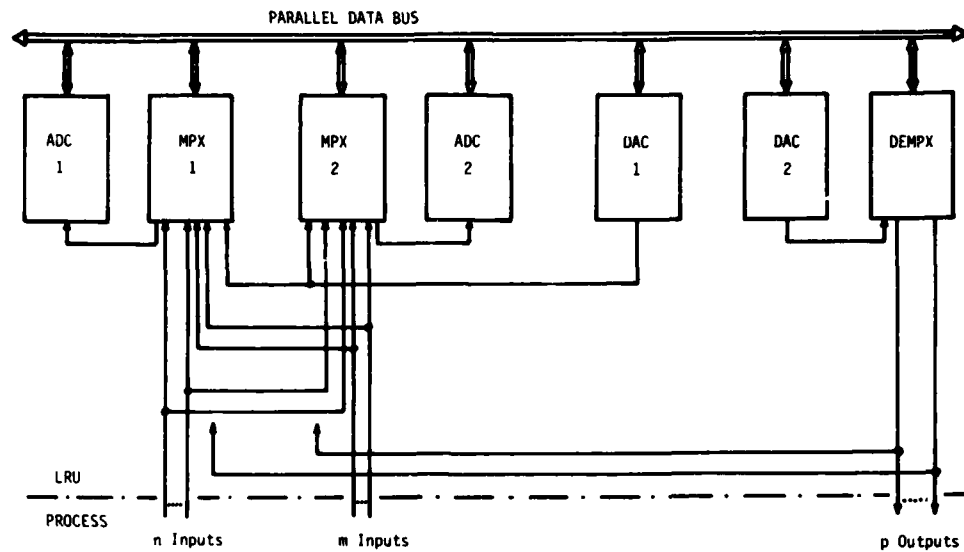 PARALLEL DATA BUS
ADC
1
MPX
1
MPX
2
ADC
2
DAC
1
DAC
2
DEMPX
LRU
PROCESS
n Inputs
m Inputs
p Outputs